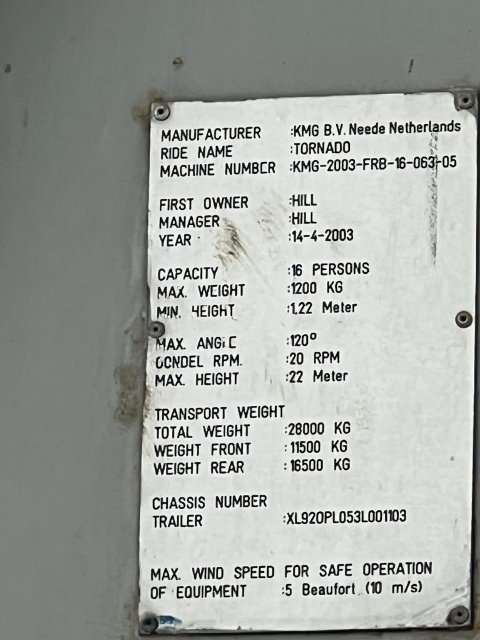 MANUFACTURER :KMG B.V. Neede Netherlands
RIDE NAME :TORNADO
MACHINE NUMBER :KMG-2003-FRB-16-063-05
FIRST OWNER :HILL
MANAGER :HILL
YEAR :14-4-2003
CAPACITY :16 PERSONS
MAX. WEIGHT :1200 KG
MIN. HEIGHT :1,22 Meter
MAX. ANGLE :120°
GONDEL RPM. :20 RPM
MAX. HEIGHT :22 Meter
TRANSPORT WEIGHT
TOTAL WEIGHT :28000 KG
WEIGHT FRONT :11500 KG
WEIGHT REAR :16500 KG
CHASSIS NUMBER
TRAILER :XL920PL053L001103
MAX. WIND SPEED FOR SAFE OPERATION
OF EQUIPMENT :5 Beaufort (10 m/s)